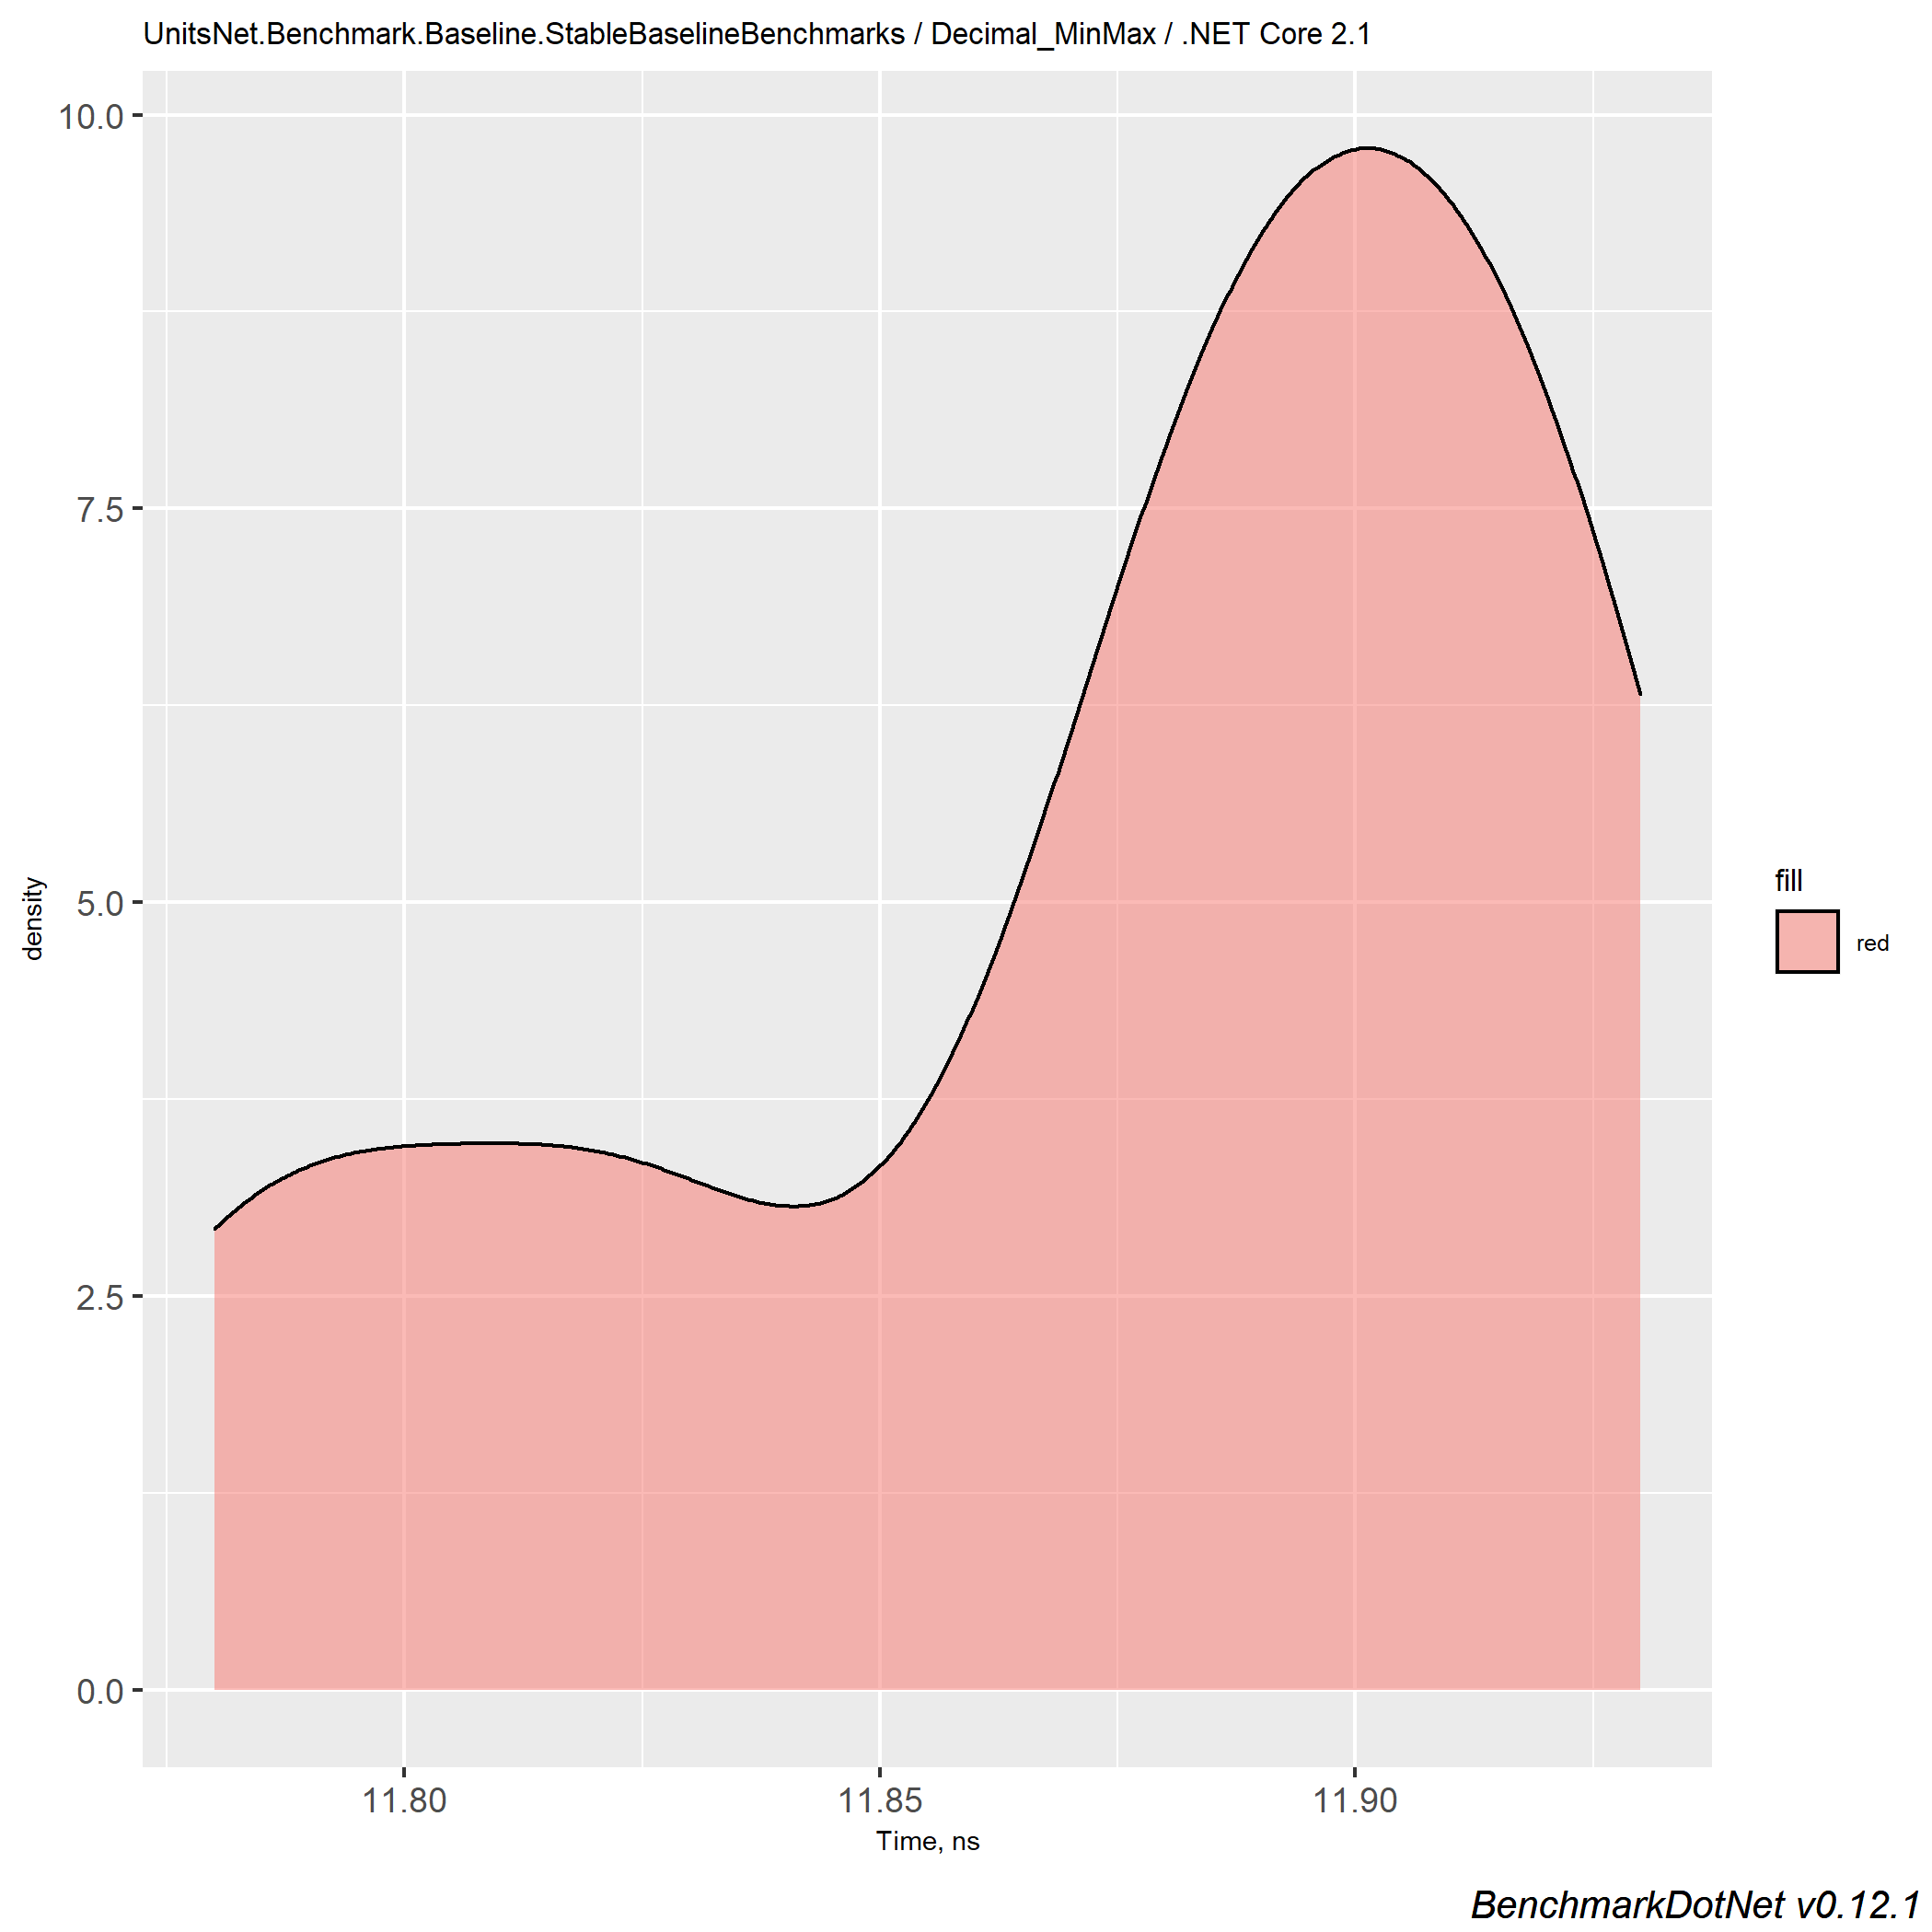 UnitsNet.Benchmark.Baseline.StableBaselineBenchmarks / Decimal_MinMax / .NET Core 2.1
10.0
7.5
5.0
2.5
0.0
density
11.80 11.85 11.90
Time, ns
fill
red
BenchmarkDotNet v0.12.1